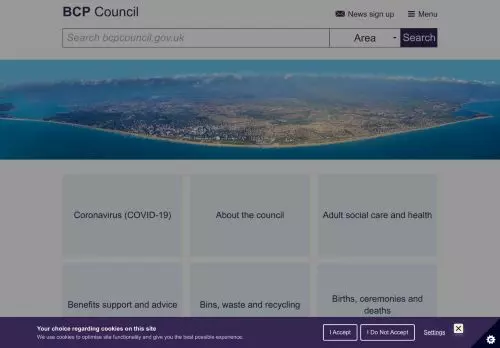 BCP Council
News sign up
Menu
Search bcpcouncil.gov.uk
Area
Search
Coronavirus (COVID-19)
About the council
Adult social care and health
Benefits support and advice
Bins, waste and recycling
Births, ceremonies and
deaths
Your choice regarding cookies on this site
We use cookies to optimise site functionality and give you the best possible experience.
I Accept
I Do Not Accept
Settings